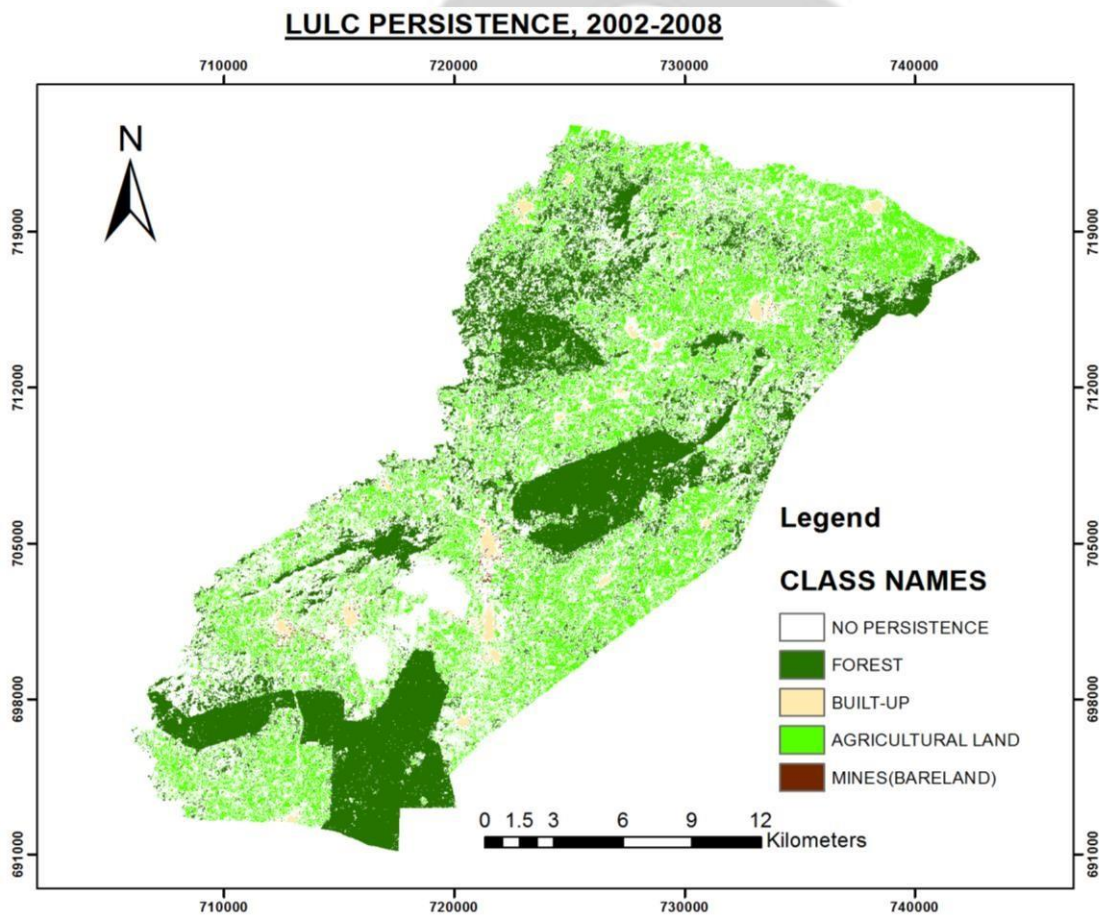 LULC PERSISTENCE, 2002-2008
710000 720000 730000 740000
N
719000 719000
712000 712000
Legend
705000 705000
CLASS NAMES
NO PERSISTENCE
FOREST
698000 698000
BUILT-UP
AGRICULTURAL LAND
MINES(BARELAND)
0 1.5 3 6 9 12
Kilometers
691000 691000
710000 720000 730000 740000